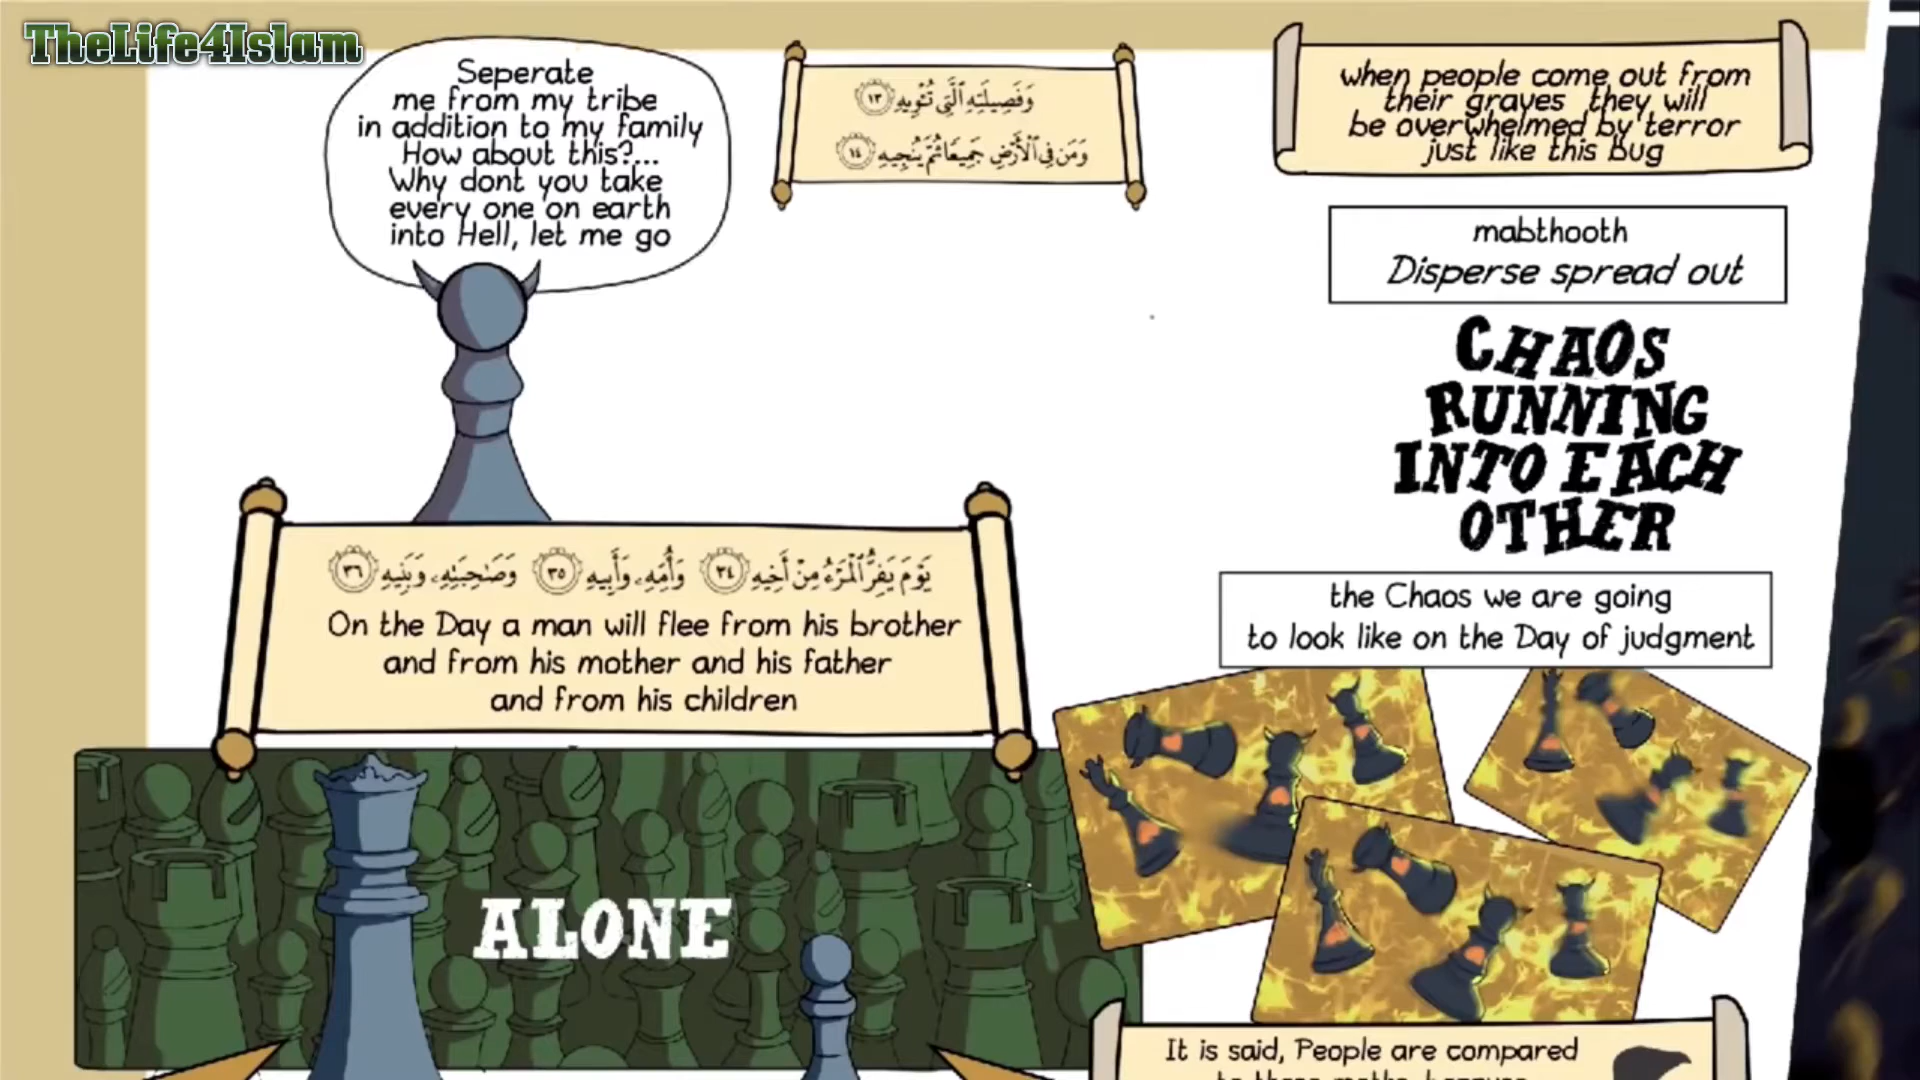 TheLife4Islam
Seperate
me from my tribe
in addition to my family
How about this?...
Why dont you take
every one on earth
into Hell, let me go
وَفَصِيلَتِهِ ٱلَّتِي تُـْٔوِيهِ ١٣
وَمَن فِي ٱلْأَرْضِ جَمِيعًا ثُمَّ يُنجِيهِ ١٤
يَوْمَ يَفِرُّ ٱلْمَرْءُ مِنْ أَخِيهِ ٣٤ وَأُمِّهِۦ وَأَبِيهِ ٣٥ وَصَـٰحِبَتِهِۦ وَبَنِيهِ ٣٦
On the Day a man will flee from his brother
and from his mother and his father
and from his children
ALONE
when people come out from
their graves they will
be overwhelmed by terror
just like this bug
mabthooth
Disperse spread out
CHAOS
RUNNING
INTO EACH
OTHER
the Chaos we are going
to look like on the Day of judgment
It is said, People are compared